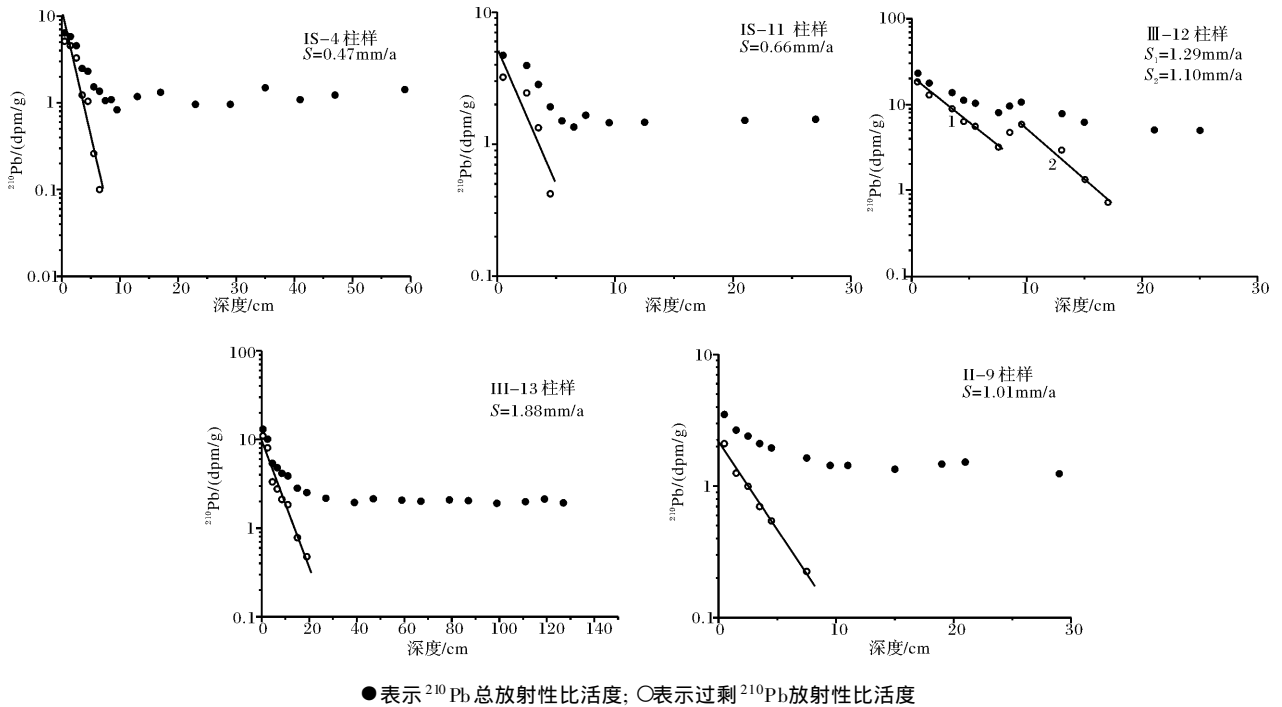 10
1
0.1
0.01
0 10 20 30 40 50 60
深度/cm
²¹⁰Pb/(dpm/g)
IS-4 柱样
S=0.47mm/a
10
1
0.1
0 10 20 30
深度/cm
²¹⁰Pb/(dpm/g)
IS-11 柱样
S=0.66mm/a
100
10
1
0.1
0 10 20 30
深度/cm
²¹⁰Pb/(dpm/g)
Ⅲ-12 柱样
S₁=1.29mm/a
S₂=1.10mm/a
1
2
100
10
1
0.1
0 20 40 60 80 100 120 140
深度/cm
²¹⁰Pb/(dpm/g)
III-13 柱样
S=1.88mm/a
10
1
0.1
0 10 20 30
深度/cm
²¹⁰Pb/(dpm/g)
II-9 柱样
S=1.01mm/a
●表示 ²¹⁰Pb 总放射性比活度; ○表示过剩 ²¹⁰Pb放射性比活度